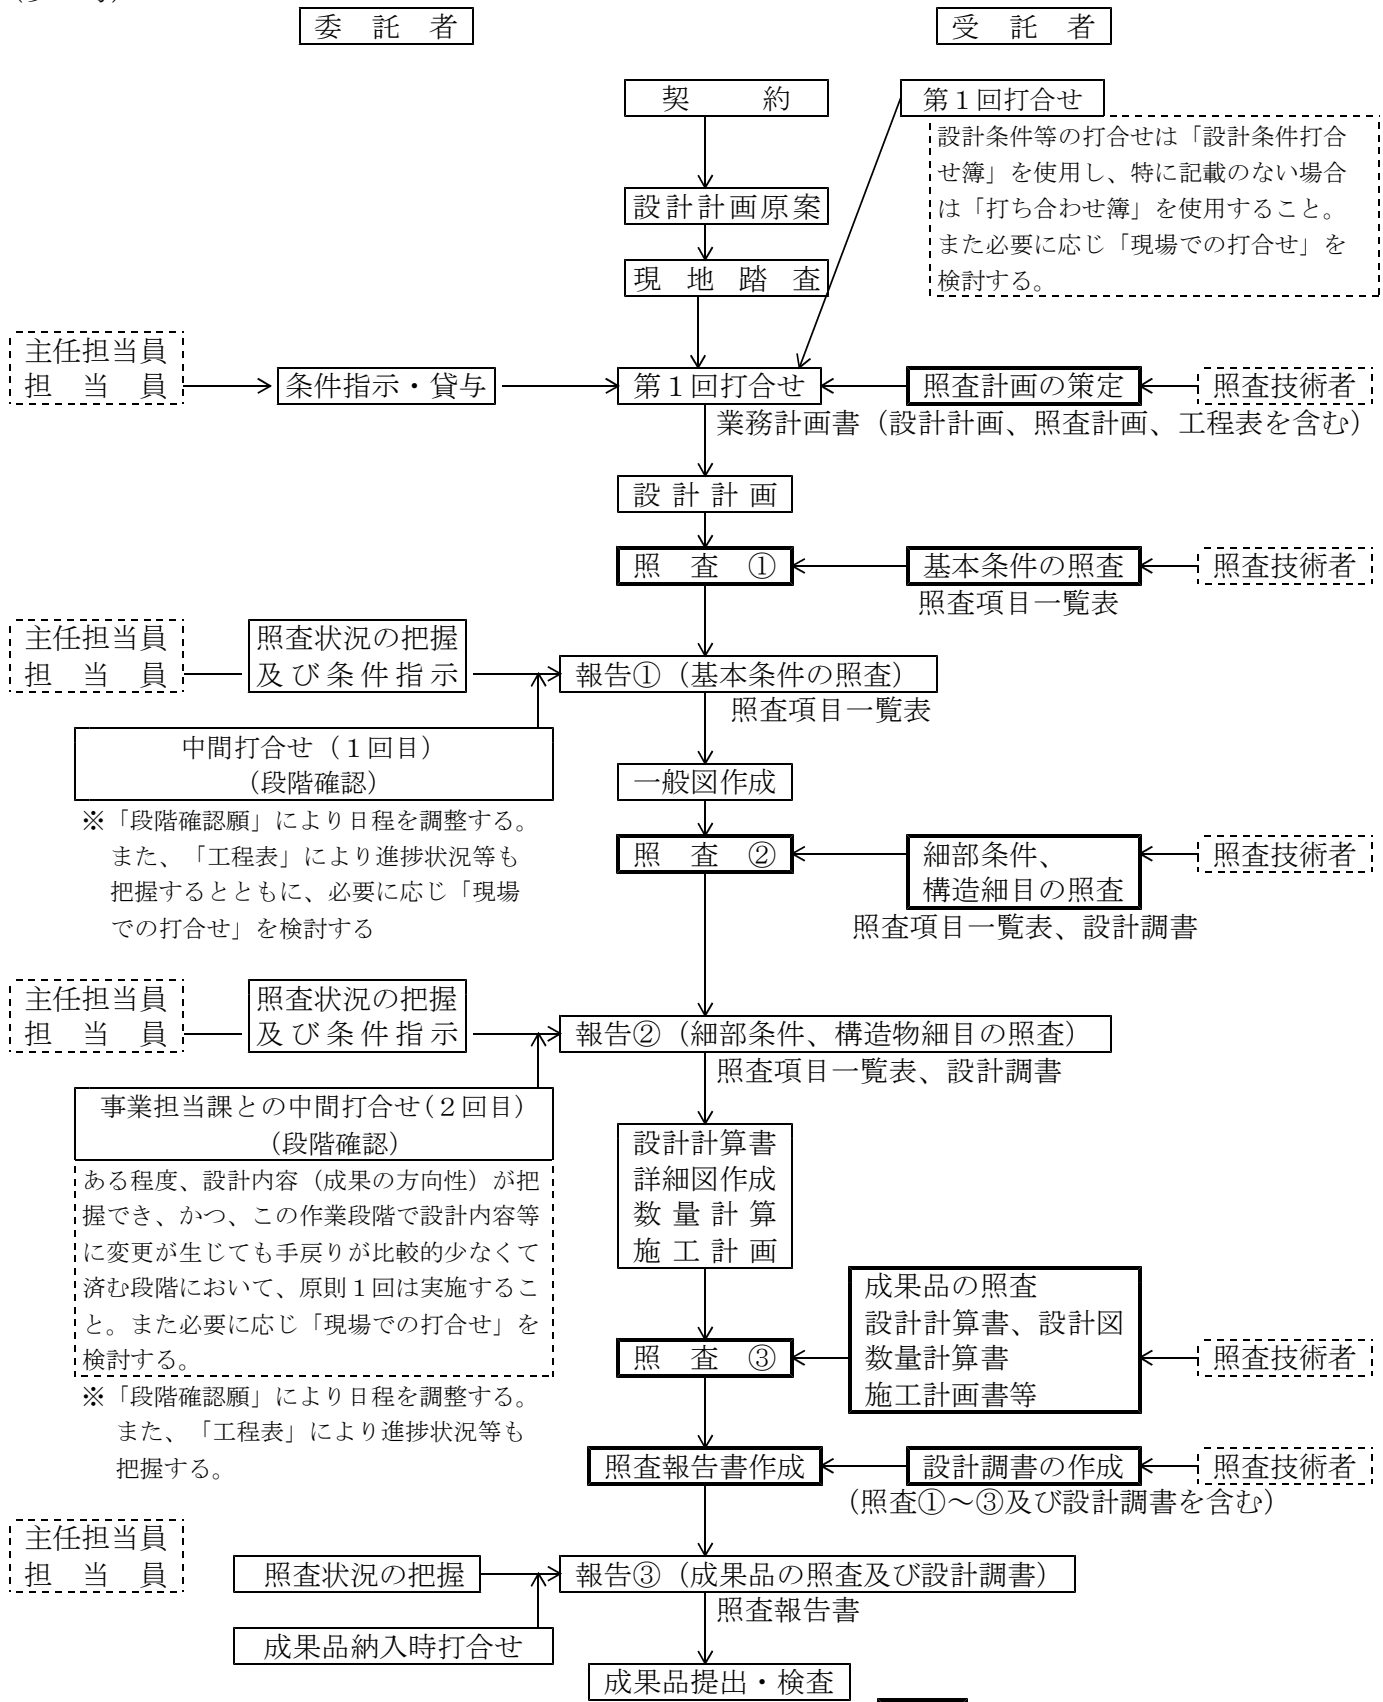 委託者
受託者
契約
第１回打合せ
設計条件等の打合せは「設計条件打合
せ簿」を使用し、特に記載のない場合
は「打ち合わせ簿」を使用すること。
また必要に応じ「現場での打合せ」を
検討する。
設計計画原案
現地踏査
主任担当員
担当員
条件指示・貸与
第１回打合せ
照査計画の策定
照査技術者
業務計画書（設計計画、照査計画、工程表を含む）
設計計画
照査①
基本条件の照査
照査技術者
照査項目一覧表
主任担当員
担当員
照査状況の把握
及び条件指示
報告①（基本条件の照査）
照査項目一覧表
中間打合せ（１回目）
（段階確認）
※「段階確認願」により日程を調整する。
また、「工程表」により進捗状況等も
把握するとともに、必要に応じ「現場
での打合せ」を検討する
一般図作成
照査②
細部条件、
構造細目の照査
照査技術者
照査項目一覧表、設計調書
主任担当員
担当員
照査状況の把握
及び条件指示
報告②（細部条件、構造物細目の照査）
照査項目一覧表、設計調書
事業担当課との中間打合せ（２回目）
（段階確認）
ある程度、設計内容（成果の方向性）が把
握でき、かつ、この作業段階で設計内容等
に変更が生じても手戻りが比較的少なくて
済む段階において、原則１回は実施するこ
と。また必要に応じ「現場での打合せ」を
検討する。
※「段階確認願」により日程を調整する。
また、「工程表」により進捗状況等も
把握する。
設計計算書
詳細図作成
数量計算
施工計画
照査③
成果品の照査
設計計算書、設計図
数量計算書
施工計画書等
照査技術者
照査報告書作成
設計調書の作成
照査技術者
（照査①～③及び設計調書を含む）
主任担当員
担当員
照査状況の把握
報告③（成果品の照査及び設計調書）
照査報告書
成果品納入時打合せ
成果品提出・検査